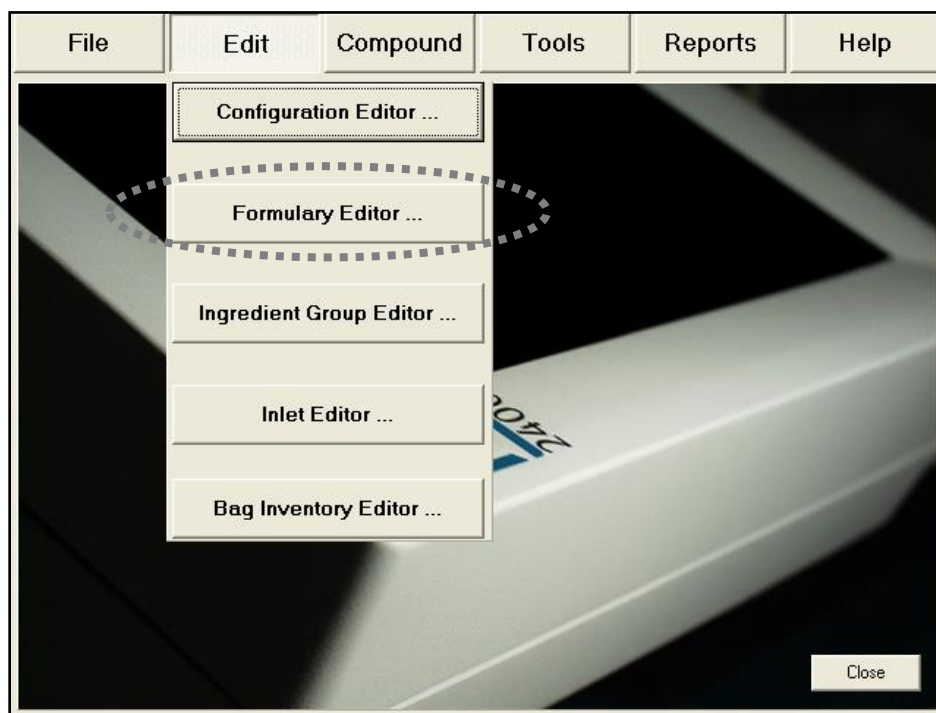 File Edit Compound Tools Reports Help
Configuration Editor ...
Formulary Editor ...
Ingredient Group Editor ...
Inlet Editor ...
240
Bag Inventory Editor ...
Close